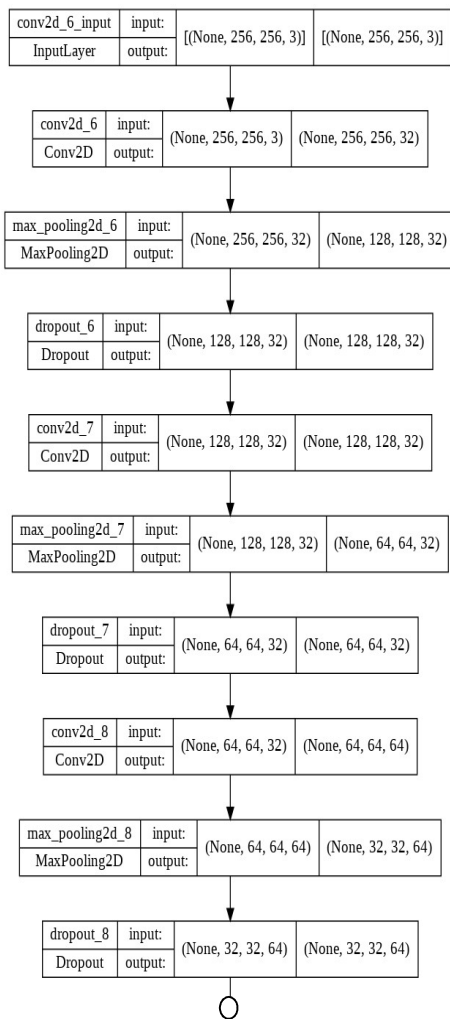 conv2d_6_input input: [(None, 256, 256, 3)] [(None, 256, 256, 3)]
InputLayer output:
conv2d_6 input: (None, 256, 256, 3) (None, 256, 256, 32)
Conv2D output:
max_pooling2d_6 input: (None, 256, 256, 32) (None, 128, 128, 32)
MaxPooling2D output:
dropout_6 input: (None, 128, 128, 32) (None, 128, 128, 32)
Dropout output:
conv2d_7 input: (None, 128, 128, 32) (None, 128, 128, 32)
Conv2D output:
max_pooling2d_7 input: (None, 128, 128, 32) (None, 64, 64, 32)
MaxPooling2D output:
dropout_7 input: (None, 64, 64, 32) (None, 64, 64, 32)
Dropout output:
conv2d_8 input: (None, 64, 64, 32) (None, 64, 64, 64)
Conv2D output:
max_pooling2d_8 input: (None, 64, 64, 64) (None, 32, 32, 64)
MaxPooling2D output:
dropout_8 input: (None, 32, 32, 64) (None, 32, 32, 64)
Dropout output: